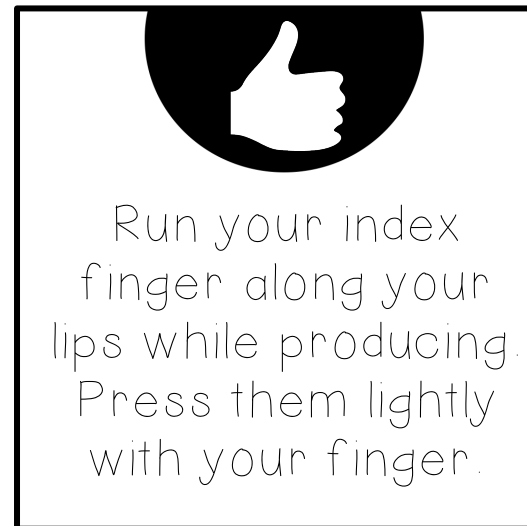 Run your index
finger along your
lips while producing.
Press them lightly
with your finger.